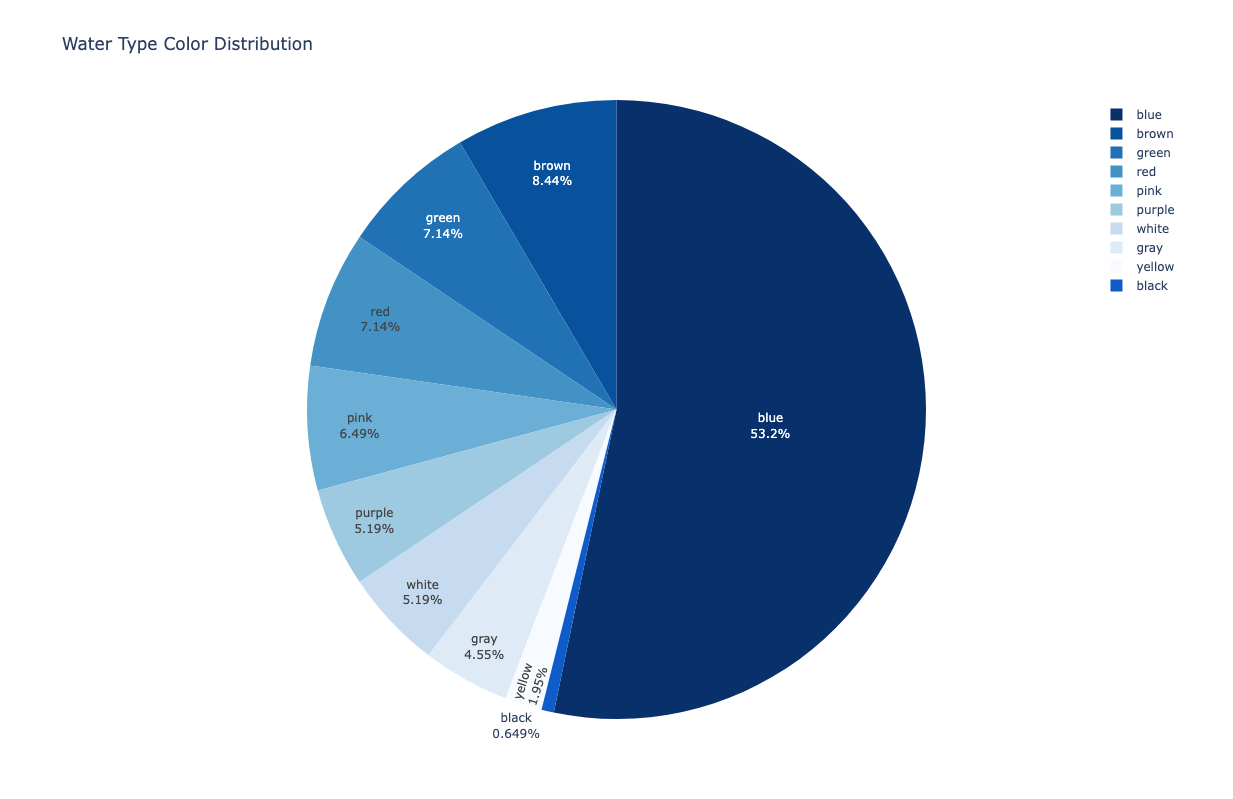 Water Type Color Distribution
blue
brown
green
red
pink
purple
white
gray
yellow
black
brown
8.44%
green
7.14%
red
7.14%
pink
6.49%
blue
53.2%
purple
5.19%
white
5.19%
gray
4.55%
yellow
1.95%
black
0.649%